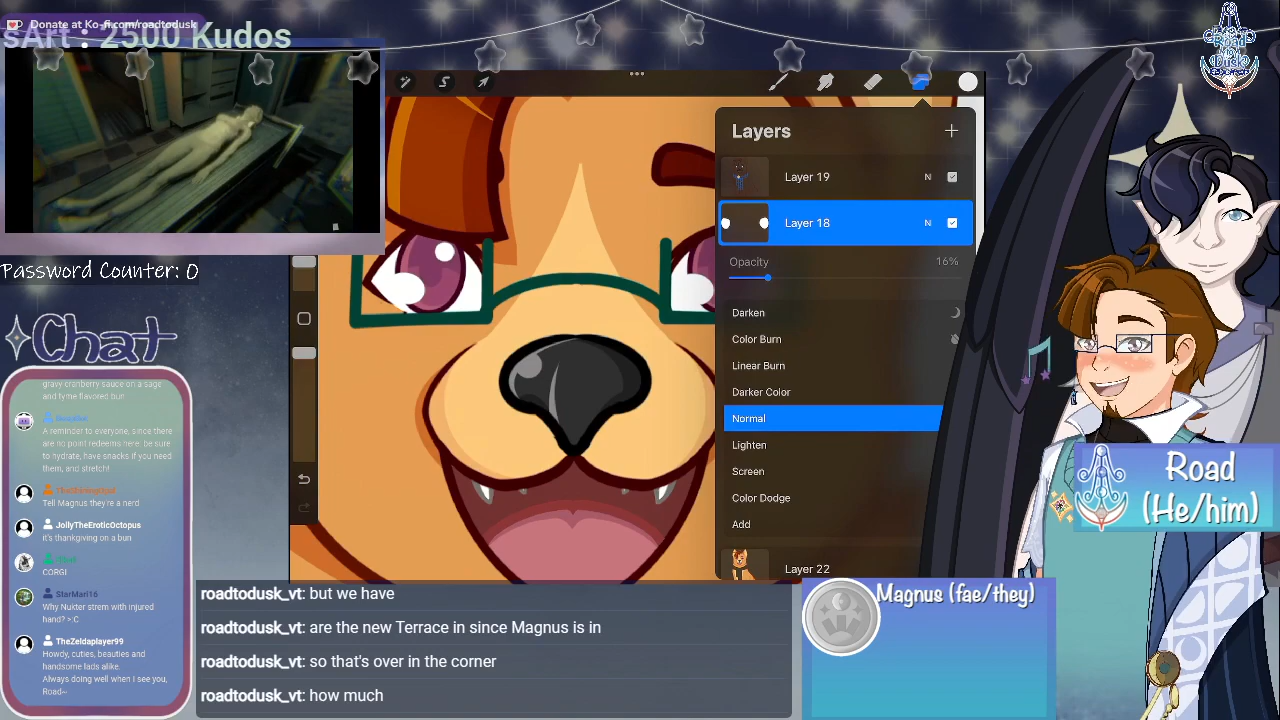 Donate at Ko-fi.com/roadtodusk
sArt : 2500 Kudos
Password Counter: 0
Chat
gravy cranberry sauce on a sage
and tyme flavored bun
A reminder to everyone, since there
are no point redeems here, be sure
to hydrate, have snacks if you need
them, and stretch!
Tell Magnus they're a nerd
JollyTheEroticOctopus
it's thankgiving on a bun
CORGI
StarMari16
Why Nukter strem with injured
hand? >:C
TheZeldaplayer99
Howdy, cuties, beauties and
handsome lads alike.
Always doing well when I see you,
Road~
Layers
Layer 19
N
Layer 18
N
Opacity
16%
Darken
Color Burn
Linear Burn
Darker Color
Normal
Lighten
Screen
Color Dodge
Add
Layer 22
roadtodusk_vt: but we have
roadtodusk_vt: are the new Terrace in since Magnus is in
roadtodusk_vt: so that's over in the corner
roadtodusk_vt: how much
Road
(He/him)
Magnus (fae/they)